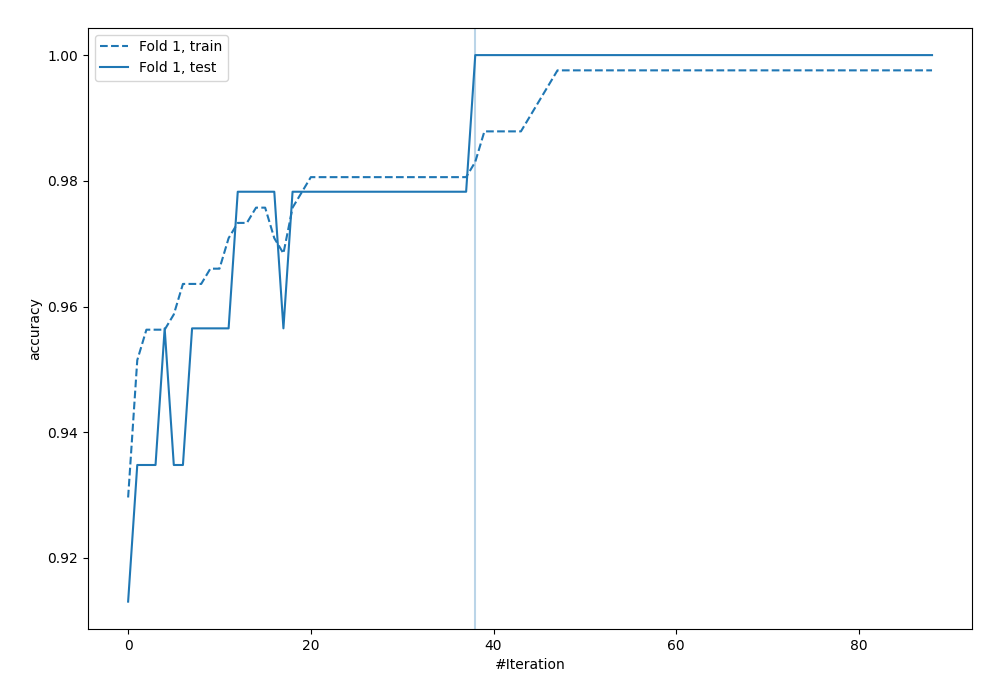 Fold 1, train
Fold 1, test
1.00
0.98
0.96
0.94
0.92
accuracy
0 20 40 60 80
#Iteration